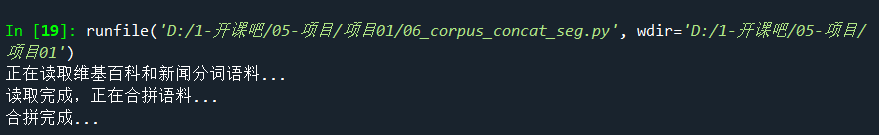 In [19]: runfile('D:/1-开课吧/05-项目/项目01/06_corpus_concat_seg.py', wdir='D:/1-开课吧/05-项目/
项目01')
正在读取维基百科和新闻分词语料...
读取完成，正在合拼语料...
合拼完成...